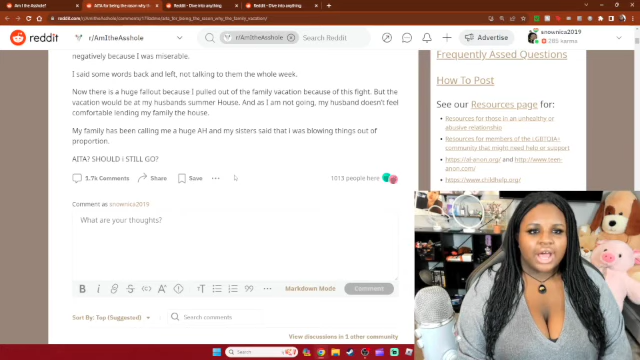 Am I the Asshole?
AITA for being the rason why the
Reddit - Dive into anything
Reddit - Dive into anything
reddit
r/AmItheAsshole
r/AmItheAsshole
Search Reddit
Advertise
snownica2019
285 karma
negatively because I was miserable.
I said some words back and left, not talking to them the whole week.
Now there is a huge fallout because I pulled out of the family vacation because of this fight. But the
vacation would be at my husbands summer House. And as I am not going, my husband doesn't feel
comfortable lending my family the house.
My family has been calling me a huge AH and my sisters said that i was blowing things out of
proportion.
AITA? SHOULD i STILL GO?
1.7k Comments
Share
Save
1013 people here
Comment as snownica2019
What are your thoughts?
Markdown Mode
Comment
Sort By: Top (Suggested)
Search comments
View discussions in 1 other community
Frequently Asked Questions
How To Post
See our Resources page for:
Resources for those in an unhealthy
or abusive relationship
Resources for members of the LGBTQIA+
community that might need help or support
https://al-anon.org/ and http://www.teen-
anon.com/
https://www.childhelp.org/
Search